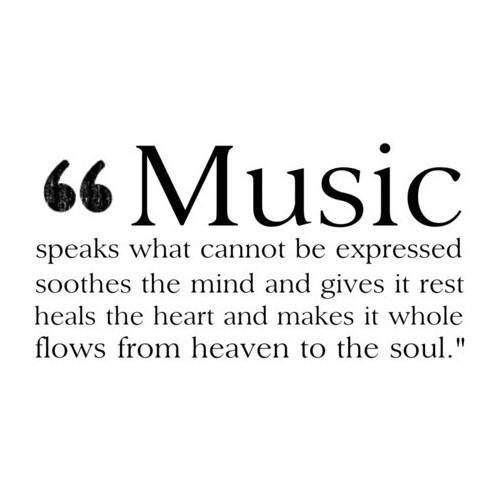 “Music
speaks what cannot be expressed
soothes the mind and gives it rest
heals the heart and makes it whole
flows from heaven to the soul."